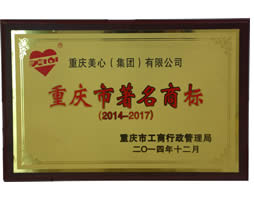 重庆美心（集团）有限公司
重庆市著名商标
(2014-2017)
重庆市工商行政管理局
二〇一四年十二月